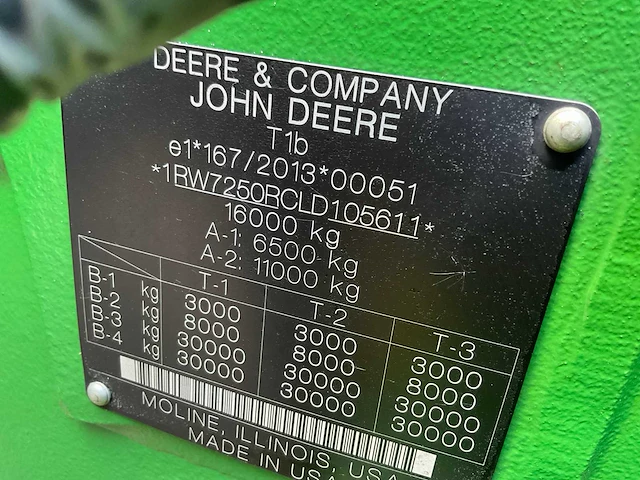 DEERE & COMPANY
JOHN DEERE
T1b
e1*167/2013*00051
*1RW7250RCLD105611*
16000 kg
A-1: 6500 kg
A-2: 11000 kg
T-1 T-2 T-3
B-1 kg 3000 3000 3000
B-2 kg 8000 8000 8000
B-3 kg 30000 30000 30000
B-4 kg 30000 30000 30000
MOLINE, ILLINOIS, USA
MADE IN USA